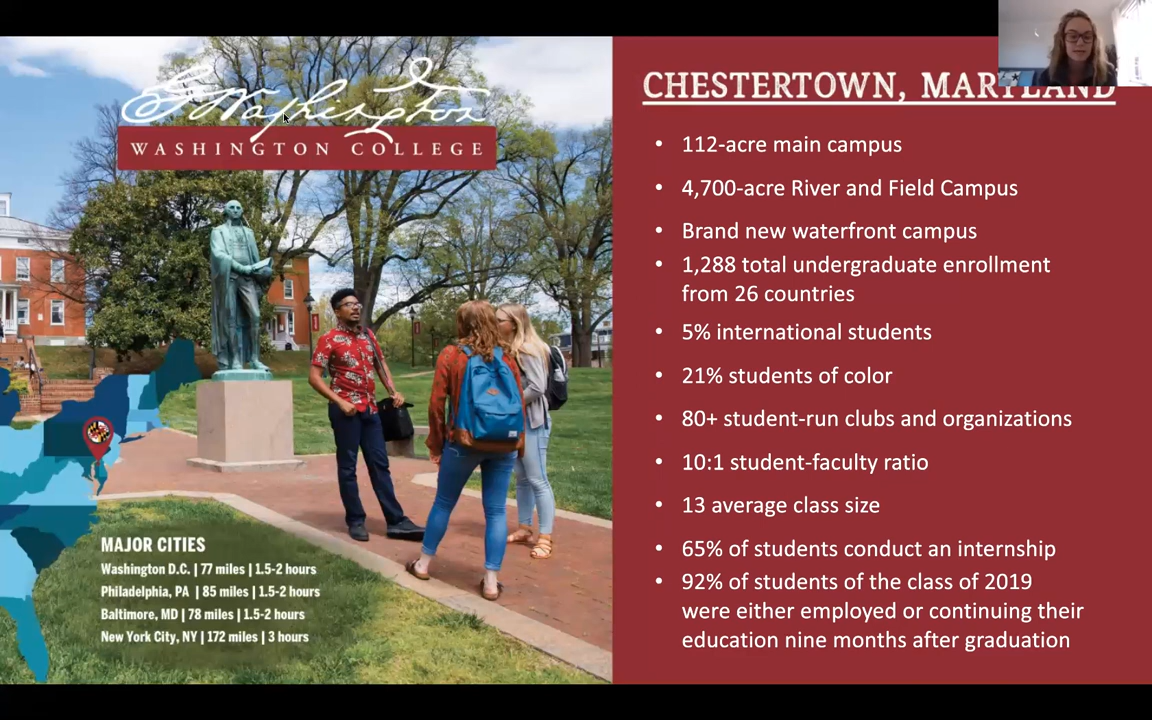 Washington
WASHINGTON COLLEGE
MAJOR CITIES
Washington D.C. | 77 miles | 1.5-2 hours
Philadelphia, PA | 85 miles | 1.5-2 hours
Baltimore, MD | 78 miles | 1.5-2 hours
New York City, NY | 172 miles | 3 hours
CHESTERTOWN, MARYLAND
• 112-acre main campus
• 4,700-acre River and Field Campus
• Brand new waterfront campus
• 1,288 total undergraduate enrollment
from 26 countries
• 5% international students
• 21% students of color
• 80+ student-run clubs and organizations
• 10:1 student-faculty ratio
• 13 average class size
• 65% of students conduct an internship
• 92% of students of the class of 2019
were either employed or continuing their
education nine months after graduation